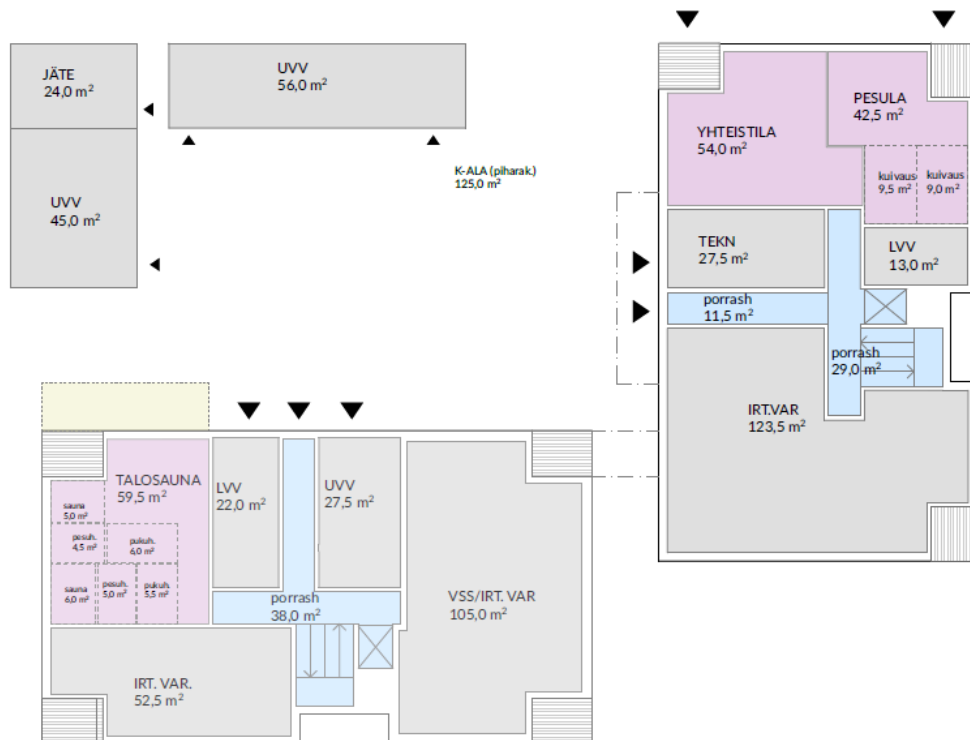 JÄTE
24,0 m²
UVV
56,0 m²
UVV
45,0 m²
K-ALA (piharak.)
125,0 m²
YHTEISTILA
54,0 m²
PESULA
42,5 m²
kuivaus
9,5 m²
kuivaus
9,0 m²
TEKN
27,5 m²
LVV
13,0 m²
porrash
11,5 m²
porrash
29,0 m²
IRT.VAR
123,5 m²
TALOSAUNA
59,5 m²
sauna
5,0 m²
pesuh.
4,5 m²
pukuh.
6,0 m²
sauna
6,0 m²
pesuh.
5,0 m²
pukuh.
5,5 m²
LVV
22,0 m²
UVV
27,5 m²
porrash
38,0 m²
VSS/IRT. VAR
105,0 m²
IRT. VAR.
52,5 m²